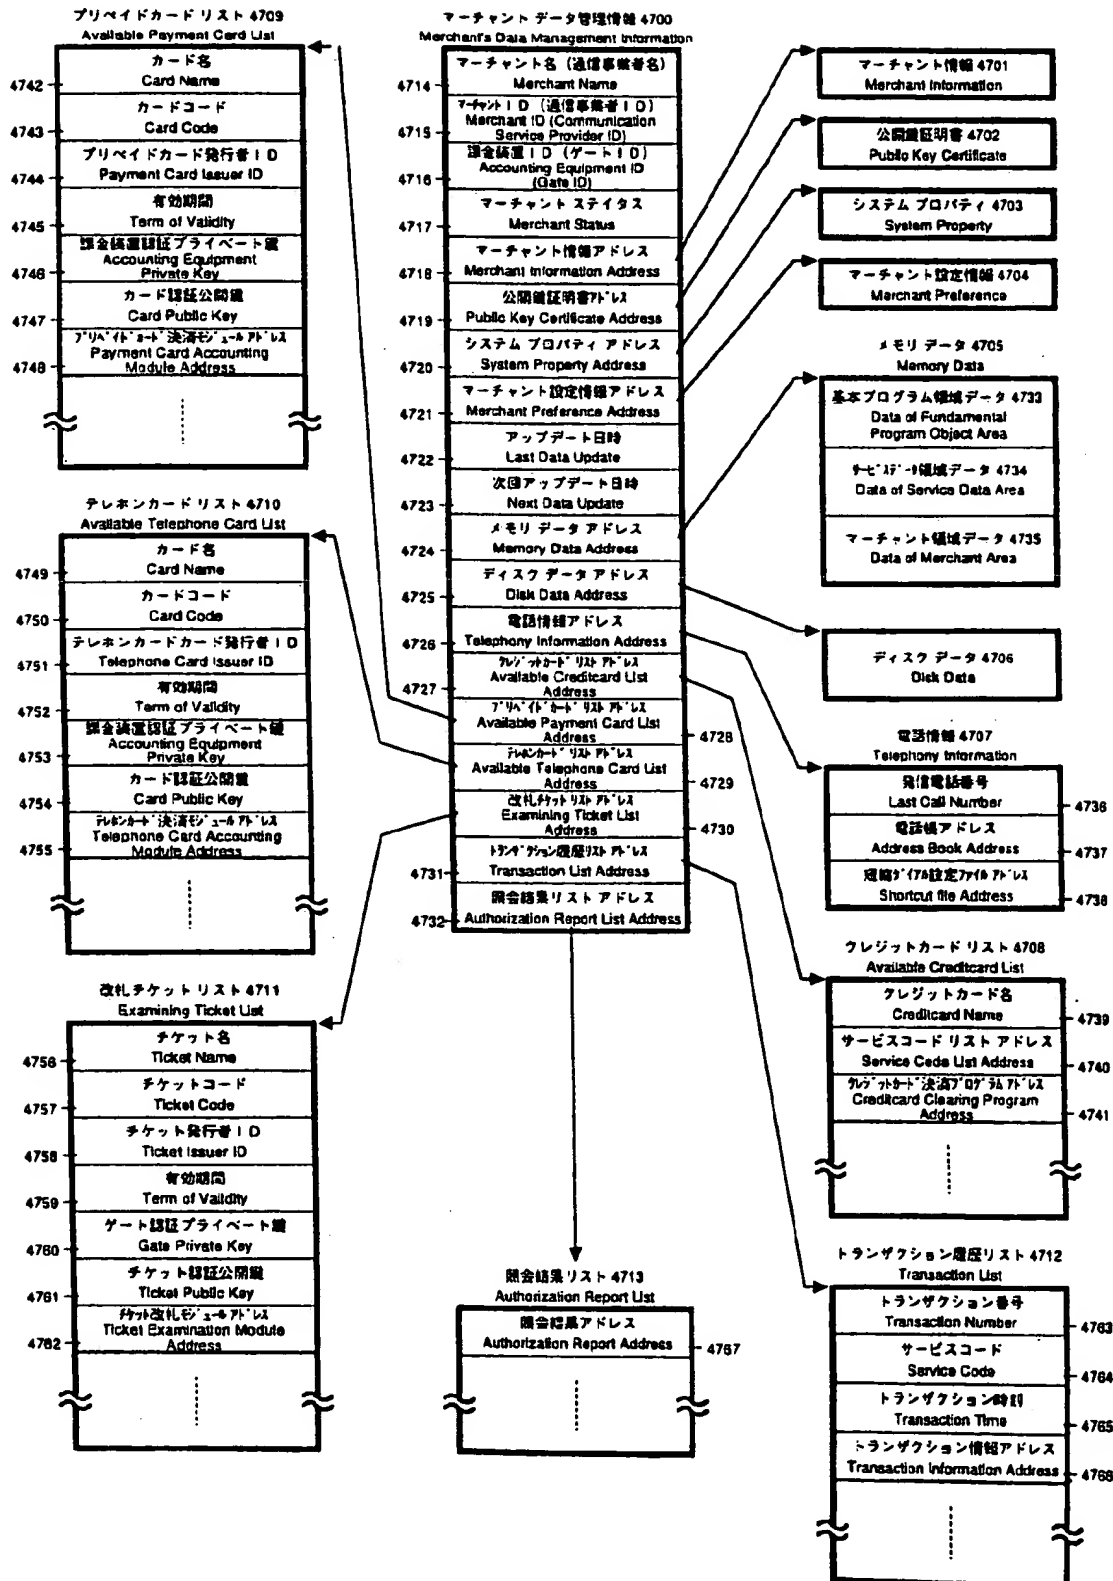 プリペイドカード リスト 4709
Available Payment Card List
4742
カード名
Card Name
4743
カードコード
Card Code
4744
プリペイドカード発行者ID
Payment Card Issuer ID
4745
有効期間
Term of Validity
4746
課金装置認証プライベート鍵
Accounting Equipment
Private Key
4747
カード認証公開鍵
Card Public Key
4748
プリペイドカード決済モジュールアドレス
Payment Card Accounting
Module Address
テレホンカード リスト 4710
Available Telephone Card List
4749
カード名
Card Name
4750
カードコード
Card Code
4751
テレホンカードカード発行者ID
Telephone Card Issuer ID
4752
有効期間
Term of Validity
4753
課金装置認証プライベート鍵
Accounting Equipment
Private Key
4754
カード認証公開鍵
Card Public Key
4755
テレホンカード決済モジュールアドレス
Telephone Card Accounting
Module Address
改札チケット リスト 4711
Examining Ticket List
4756
チケット名
Ticket Name
4757
チケットコード
Ticket Code
4758
チケット発行者ID
Ticket Issuer ID
4759
有効期間
Term of Validity
4760
ゲート認証プライベート鍵
Gate Private Key
4761
チケット認証公開鍵
Ticket Public Key
4762
チケット改札モジュールアドレス
Ticket Examination Module
Address
マーチャント データ管理情報 4700
Merchant's Data Management Information
4714
マーチャント名 (通信事業者名)
Merchant Name
4715
マーチャントID (通信事業者ID)
Merchant ID (Communication
Service Provider ID)
4716
課金装置ID (ゲートID)
Accounting Equipment ID
(Gate ID)
4717
マーチャント ステイタス
Merchant Status
4718
マーチャント情報アドレス
Merchant Information Address
4719
公開鍵証明書アドレス
Public Key Certificate Address
4720
システム プロパティ アドレス
System Property Address
4721
マーチャント設定情報アドレス
Merchant Preference Address
4722
アップデート日時
Last Data Update
4723
次回アップデート日時
Next Data Update
4724
メモリ データ アドレス
Memory Data Address
4725
ディスク データ アドレス
Disk Data Address
4726
電話情報アドレス
Telephony Information Address
4727
クレジットカード リスト アドレス
Available Creditcard List
Address
プリペイドカード リスト アドレス
Available Payment Card List
Address
4728
テレホンカード リスト アドレス
Available Telephone Card List
Address
4729
改札チケット リスト アドレス
Examining Ticket List
Address
4730
4731
トランザクション履歴リスト アドレス
Transaction List Address
4732
照会結果リスト アドレス
Authorization Report List Address
照会結果リスト 4713
Authorization Report List
照会結果アドレス
Authorization Report Address
4767
マーチャント情報 4701
Merchant Information
公開鍵証明書 4702
Public Key Certificate
システム プロパティ 4703
System Property
マーチャント設定情報 4704
Merchant Preference
メモリ データ 4705
Memory Data
基本プログラム領域データ 4733
Data of Fundamental
Program Object Area
サービスデータ領域データ 4734
Data of Service Data Area
マーチャント領域データ 4735
Data of Merchant Area
ディスク データ 4706
Disk Data
電話情報 4707
Telephony Information
発信電話番号
Last Call Number
4736
電話帳アドレス
Address Book Address
4737
短縮ダイアル設定ファイルアドレス
Shortcut file Address
4738
クレジットカード リスト 4708
Available Creditcard List
クレジットカード名
Creditcard Name
4739
サービスコード リスト アドレス
Service Code List Address
4740
クレジットカード決済プログラムアドレス
Creditcard Clearing Program
Address
4741
トランザクション履歴リスト 4712
Transaction List
トランザクション番号
Transaction Number
4763
サービスコード
Service Code
4764
トランザクション時刻
Transaction Time
4765
トランザクション情報アドレス
Transaction Information Address
4766